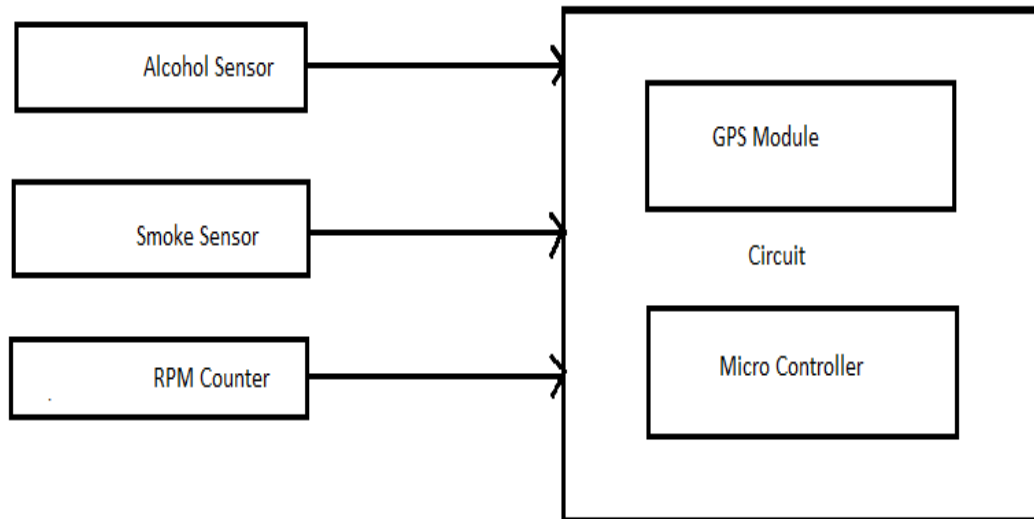 Alcohol Sensor
Smoke Sensor
RPM Counter
GPS Module
Circuit
Micro Controller